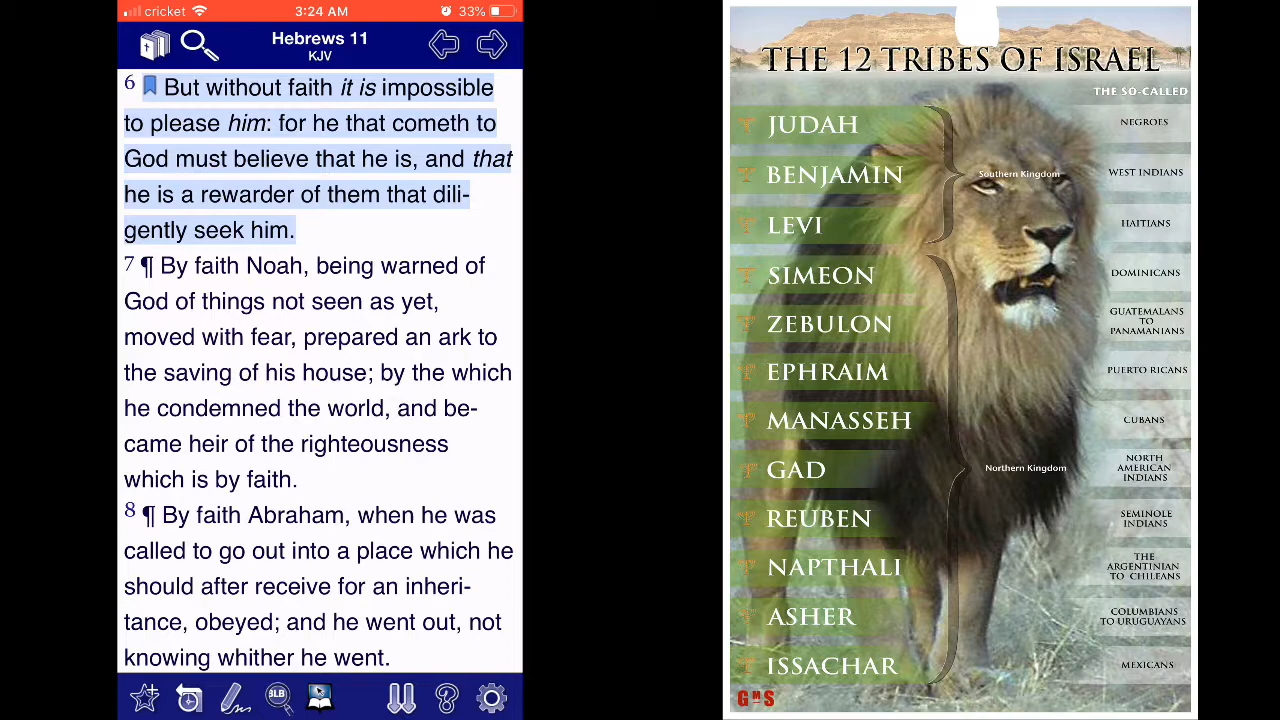 cricket 3:24 AM 33%
Hebrews 11
KJV
6 But without faith it is impossible
to please him: for he that cometh to
God must believe that he is, and that
he is a rewarder of them that dili-
gently seek him.
7 ¶ By faith Noah, being warned of
God of things not seen as yet,
moved with fear, prepared an ark to
the saving of his house; by the which
he condemned the world, and be-
came heir of the righteousness
which is by faith.
8 ¶ By faith Abraham, when he was
called to go out into a place which he
should after receive for an inheri-
tance, obeyed; and he went out, not
knowing whither he went.
BLB
THE 12 TRIBES OF ISRAEL
THE SO-CALLED
JUDAH
NEGROES
BENJAMIN
Southern Kingdom
WEST INDIANS
LEVI
HAITIANS
SIMEON
DOMINICANS
ZEBULON
GUATEMALANS
TO
PANAMANIANS
EPHRAIM
PUERTO RICANS
MANASSEH
CUBANS
GAD
Northern Kingdom
NORTH
AMERICAN
INDIANS
REUBEN
SEMINOLE
INDIANS
NAPTHALI
THE
ARGENTINIAN
TO CHILEANS
ASHER
COLUMBIANS
TO URUGUAYANS
ISSACHAR
MEXICANS
GMS